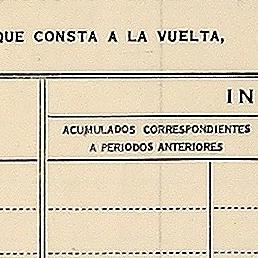 QUE CONSTA A LA VUELTA,
IN
ACUMULADOS CORRESPONDIENTES
A PERIODOS ANTERIORES